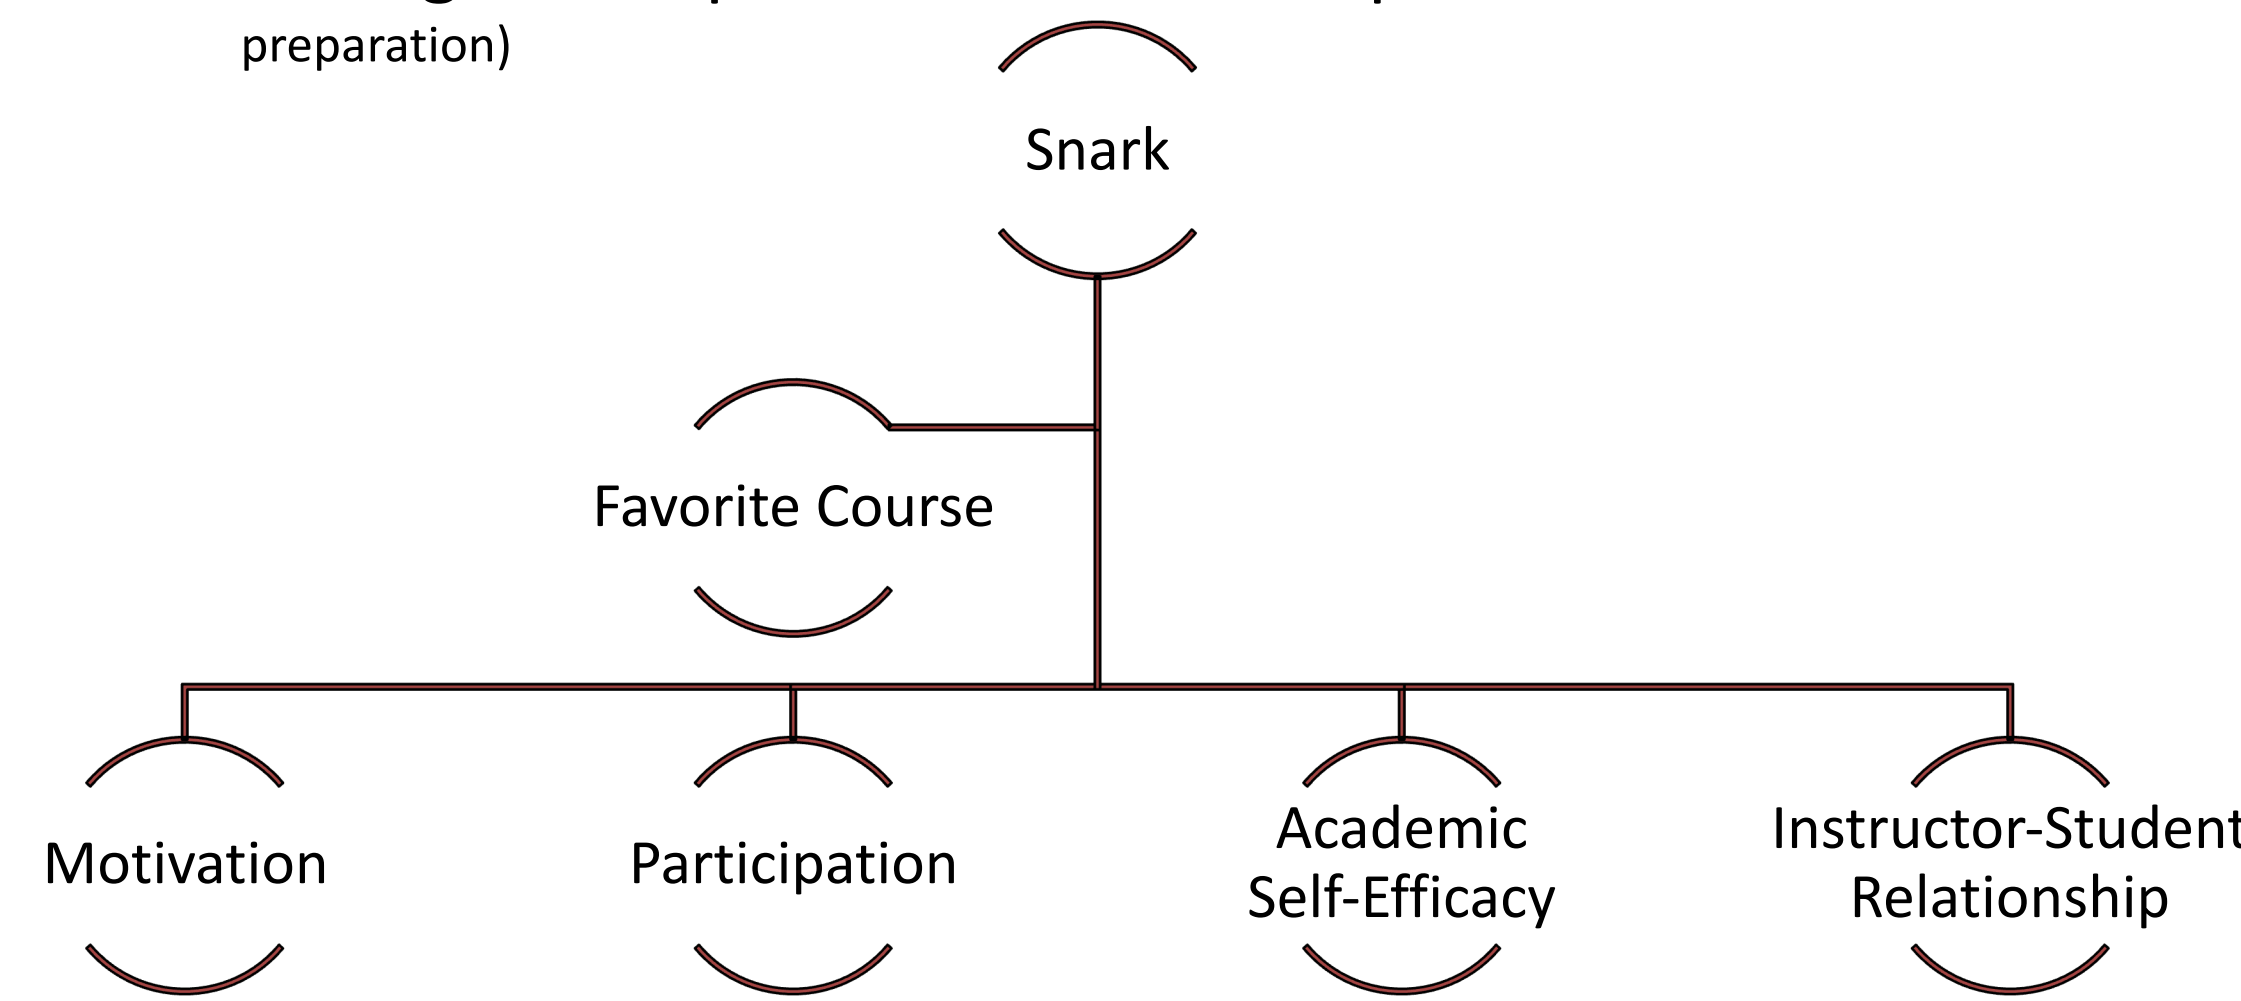 preparation)
Snark
Favorite Course
Motivation
Participation
Academic
Self-Efficacy
Instructor-Student
Relationship